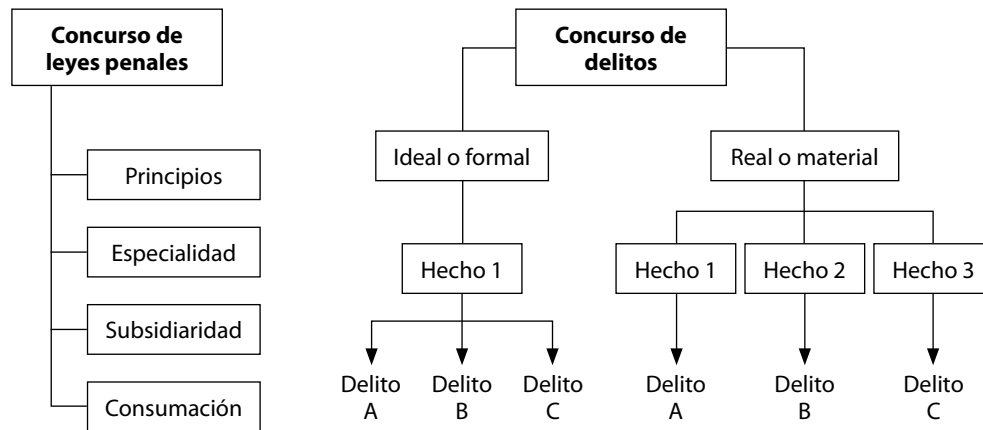 Concurso de
leyes penales
Principios
Especialidad
Subsidiaridad
Consumación
Concurso de
delitos
Ideal o formal
Real o material
Hecho 1
Hecho 1
Hecho 2
Hecho 3
Delito
A
Delito
B
Delito
C
Delito
A
Delito
B
Delito
C